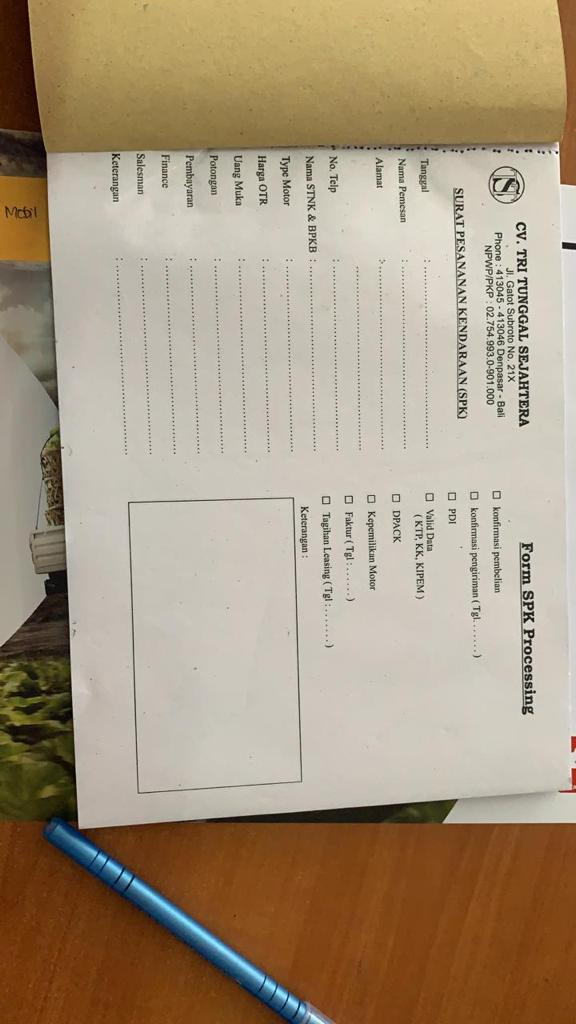 CV. TRI TUNGGAL SEJAHTERA
Jl. Gatot Subroto No. 21X
Phone : 413045 - 413046 Denpasar - Bali
NPWP/PKP : 02.754.993.0-901.000
SURAT PESANANAN KENDARAAN (SPK)
Tanggal : ........................................
Nama Pemesan : ........................................
Alamat : ........................................
........................................
No. Telp : ........................................
Nama STNK & BPKB : ........................................
Type Motor : ........................................
Harga OTR : ........................................
Uang Muka : ........................................
Potongan : ........................................
Pembayaran : ........................................
Finance : ........................................
Salesman : ........................................
Keterangan : ........................................
Form SPK Processing
konfirmasi pembelian
konfirmasi pengiriman ( Tgl. . . . . . . )
PDI
Valid Data
( KTP, KK, KIPEM )
DPACK
Kepemilikan Motor
Faktur ( Tgl : . . . . . . )
Tagihan Leasing ( Tgl : . . . . . . . )
Keterangan :